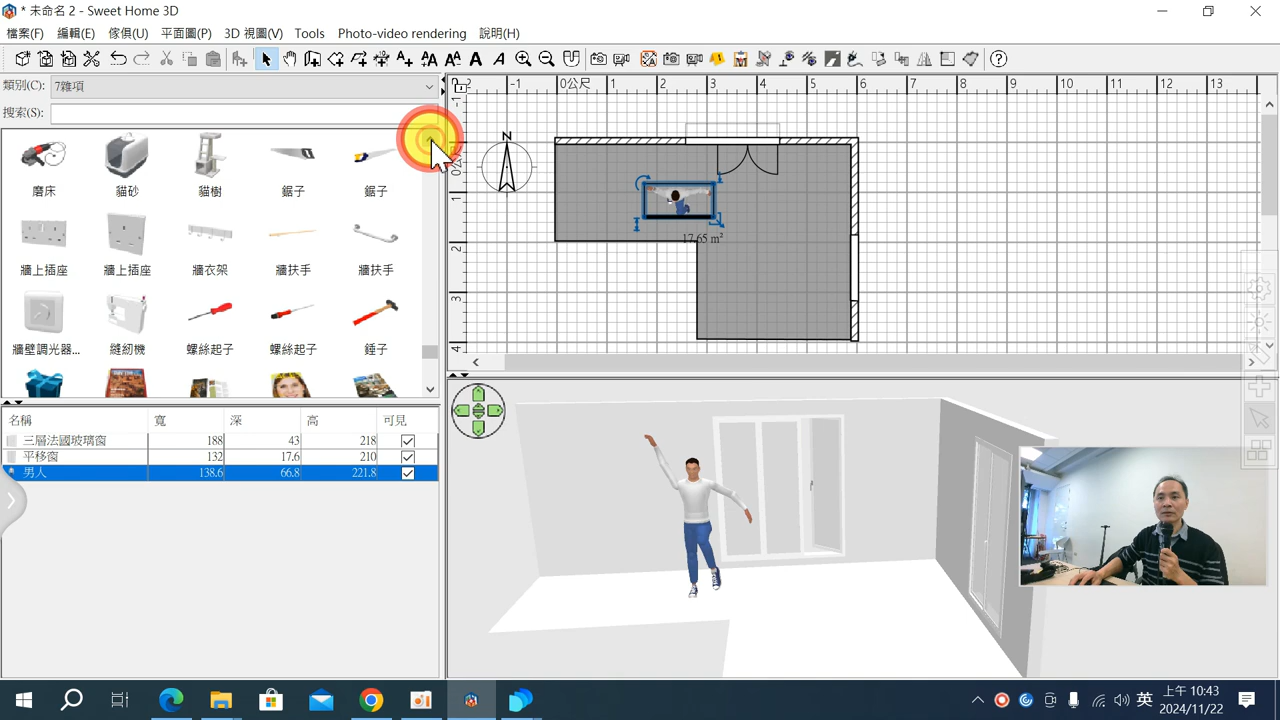 * 未命名 2 - Sweet Home 3D
檔案(F) 編輯(E) 傢俱(U) 平面圖(P) 3D 視圖(V) Tools Photo-video rendering 說明(H)
類別(C): 7雜項
搜索(S):
磨床 貓砂 貓樹 鋸子 鋸子
牆上插座 牆上插座 牆衣架 牆扶手 牆扶手
牆壁調光器... 縫紉機 螺絲起子 螺絲起子 錘子
名稱 寬 深 高 可見
三層法國玻璃窗 188 43 218
平移窗 132 17.6 210
男人 138.6 66.8 221.8
-1 0公尺 1 2 3 4 5 6 7 8 9 10 11 12 13
-1
1
2
3
4
N
17.65 m²
英
上午 10:43
2024/11/22